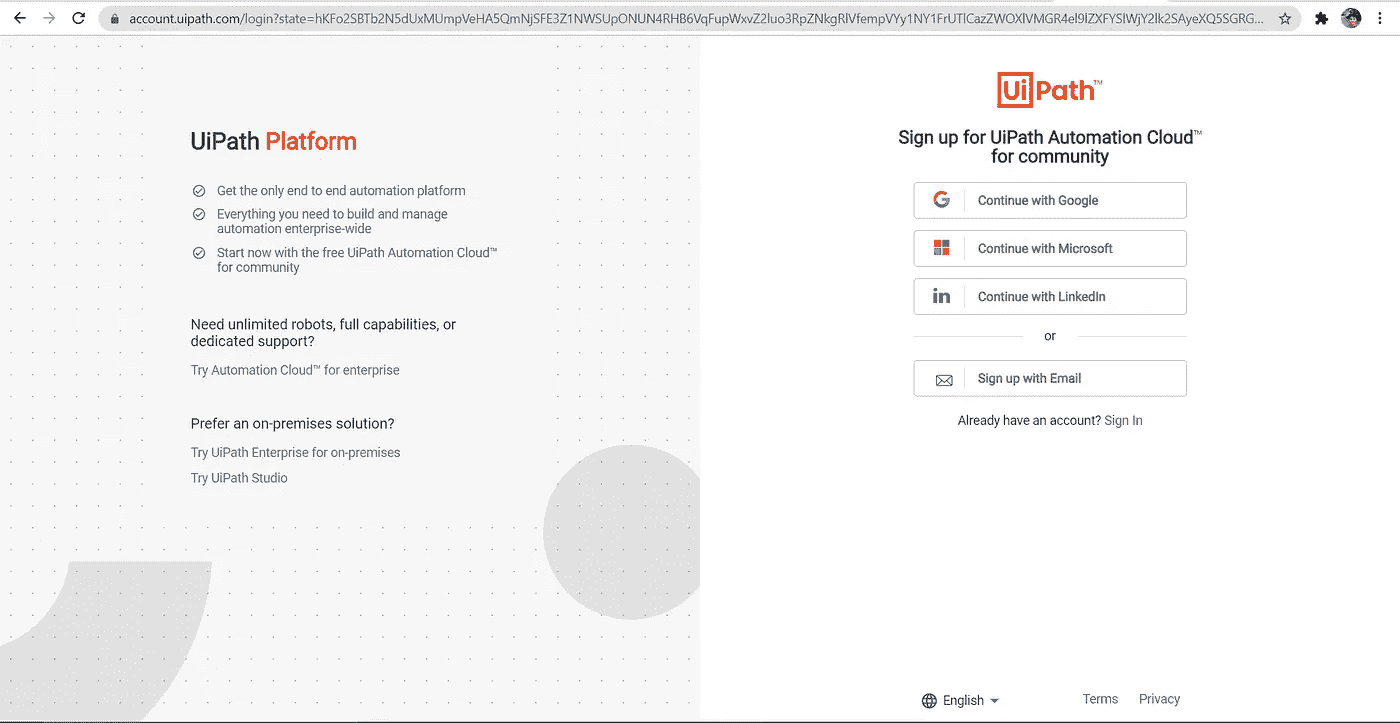 account.uipath.com/login?state=
UiPath Platform
Get the only end to end automation platform
Everything you need to build and manage
automation enterprise-wide
Start now with the free UiPath Automation Cloud™
for community
Need unlimited robots, full capabilities, or
dedicated support?
Try Automation Cloud™ for enterprise
Prefer an on-premises solution?
Try UiPath Enterprise for on-premises
Try UiPath Studio
UiPath™
Sign up for UiPath Automation Cloud™
for community
Continue with Google
Continue with Microsoft
in Continue with LinkedIn
or
Sign up with Email
Already have an account? Sign In
English
Terms Privacy